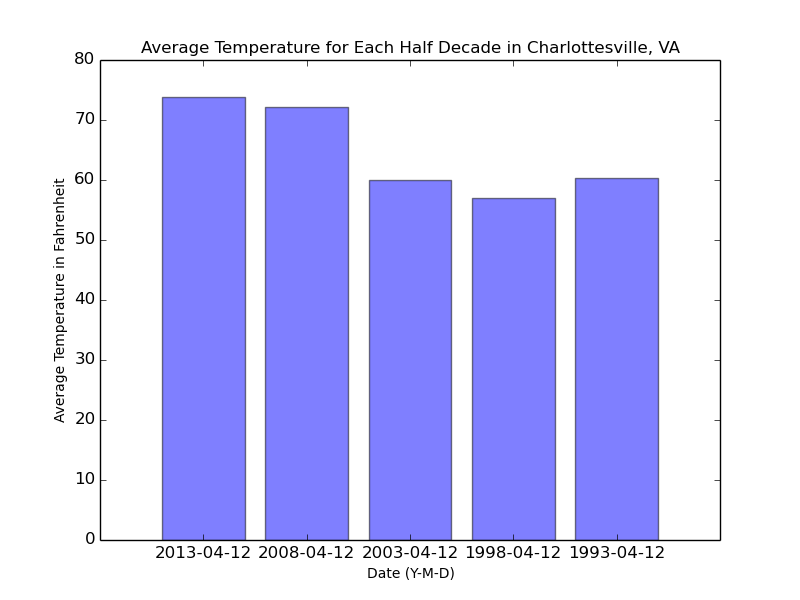 Average Temperature for Each Half Decade in Charlottesville, VA
80
70
60
50
40
30
20
10
0
Average Temperature in Fahrenheit
2013-04-12 2008-04-12 2003-04-12 1998-04-12 1993-04-12
Date (Y-M-D)